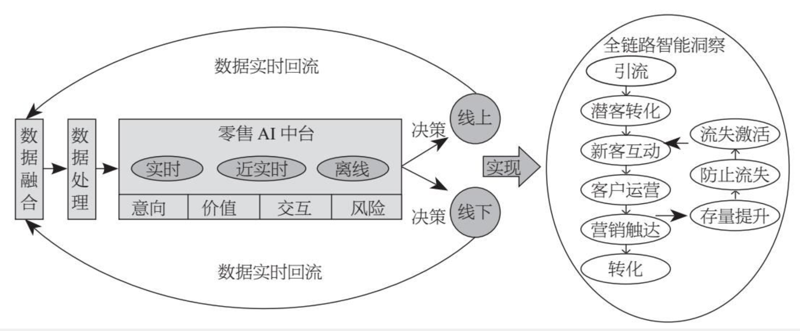 数据实时回流
数据融合
数据处理
零售 AI 中台
实时
近实时
离线
意向
价值
交互
风险
决策
线上
决策
线下
数据实时回流
实现
全链路智能洞察
引流
潜客转化
新客互动
客户运营
营销触达
转化
流失激活
防止流失
存量提升